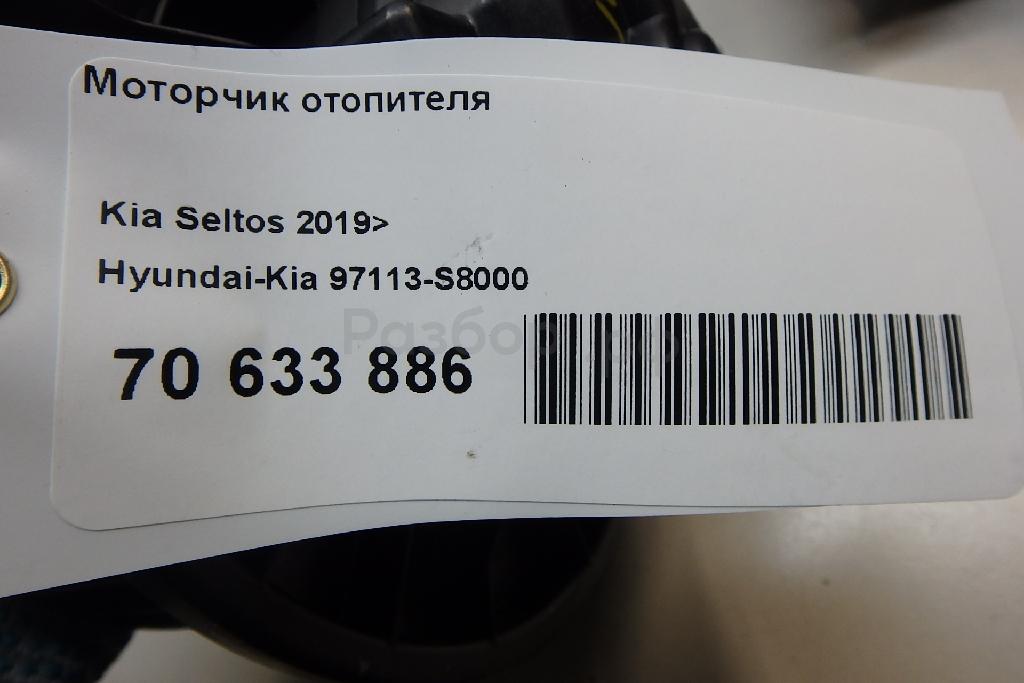 Моторчик отопителя
Kia Seltos 2019>
Hyundai-Kia 97113-S8000
70 633 886